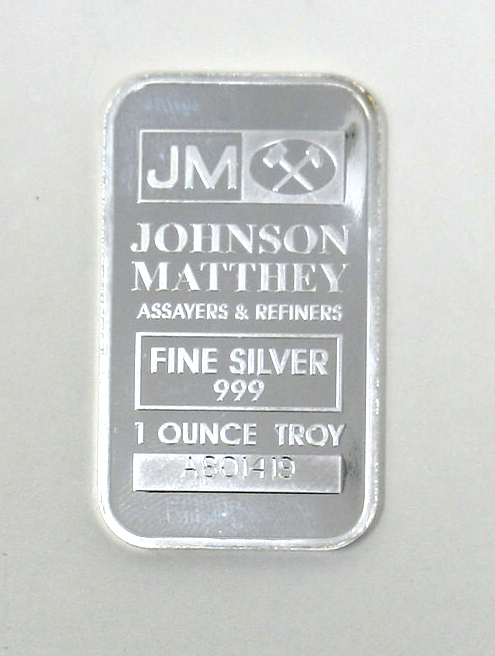 JM
JOHNSON
MATTHEY
ASSAYERS & REFINERS
FINE SILVER
999
1 OUNCE TROY
A801419